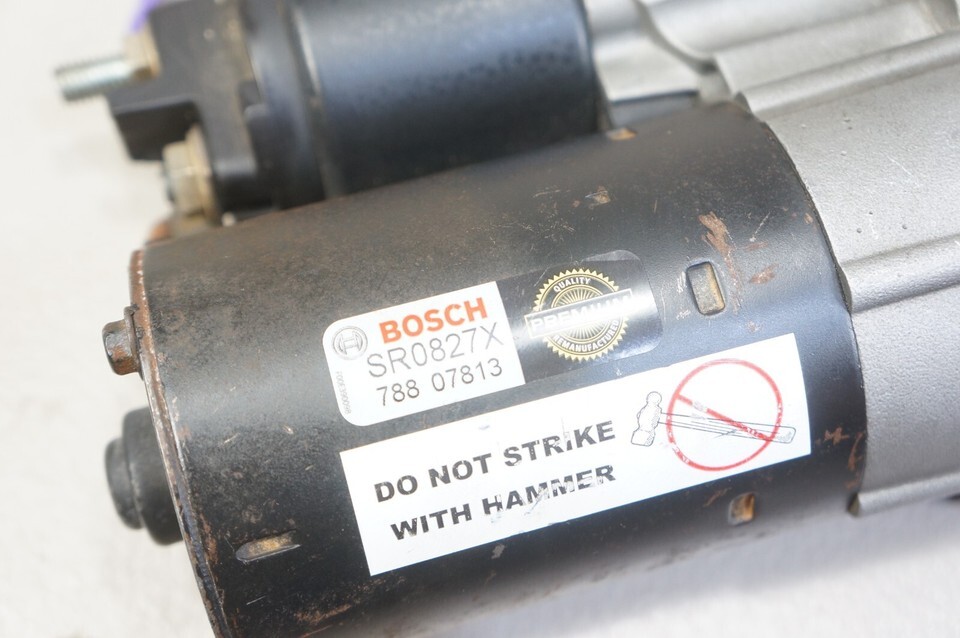 BOSCH
SR0827X
788 07813
QUALITY
PREMIUM
REMANUFACTURED
DO NOT STRIKE
WITH HAMMER